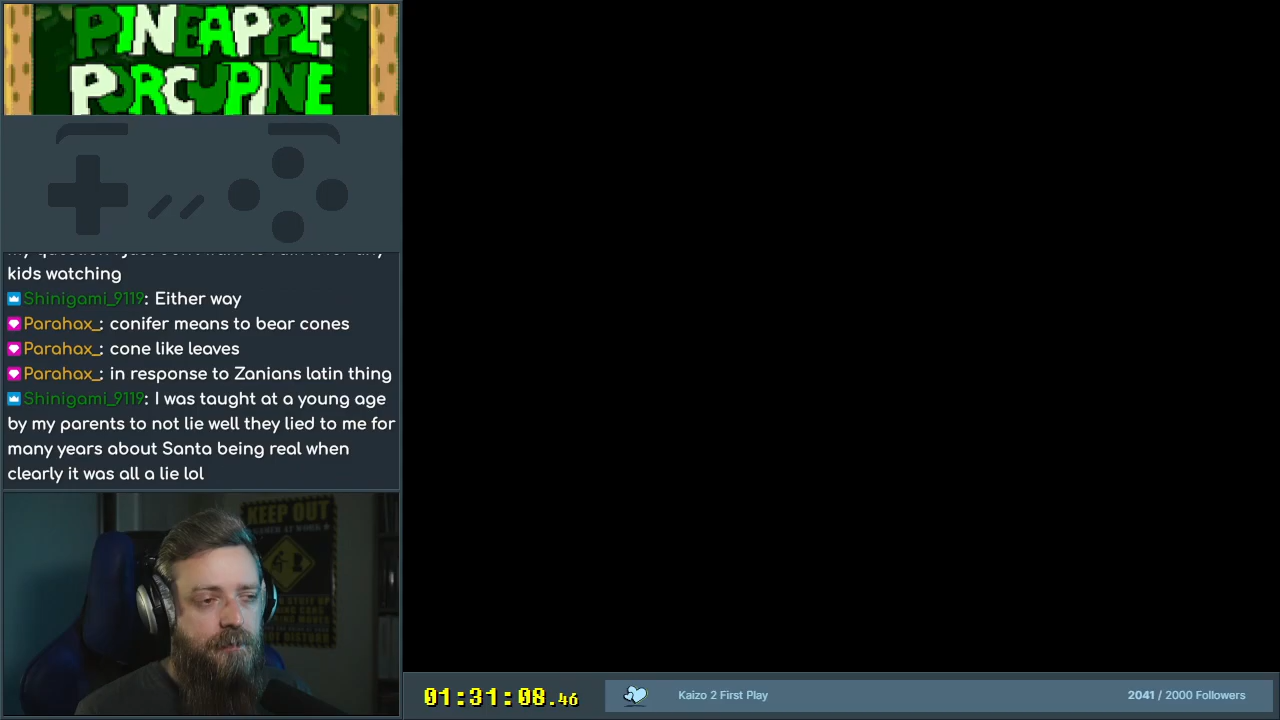 PINEAPPLE
PORCUPINE
kids watching
Shinigami_9119: Either way
Parahax_: conifer means to bear cones
Parahax_: cone like leaves
Parahax_: in response to Zanians latin thing
Shinigami_9119: I was taught at a young age
by my parents to not lie well they lied to me for
many years about Santa being real when
clearly it was all a lie lol
KEEP OUT
01:31:08.46
Kaizo 2 First Play
2041 / 2000 Followers